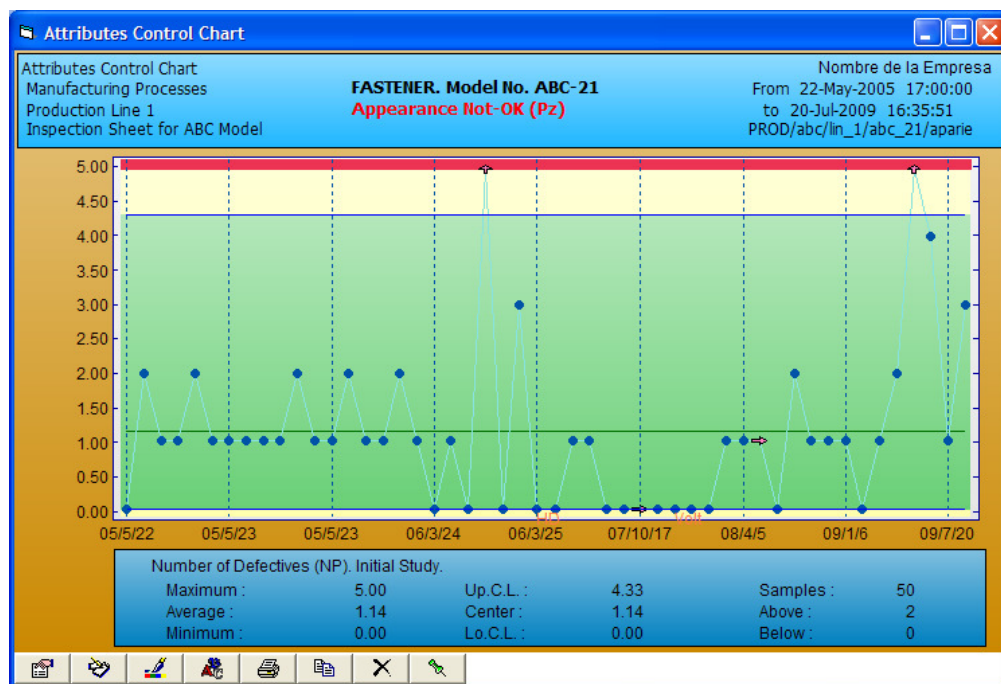 Attributes Control Chart
Attributes Control Chart
Manufacturing Processes
Production Line 1
Inspection Sheet for ABC Model
FASTENER. Model No. ABC-21
Appearance Not-OK (Pz)
Nombre de la Empresa
From 22-May-2005 17:00:00
to 20-Jul-2009 16:35:51
PROD/abc/lin_1/abc_21/aparie
5.00
4.50
4.00
3.50
3.00
2.50
2.00
1.50
1.00
0.50
0.00
05/5/22 05/5/23 05/5/23 06/3/24 06/3/25 07/10/17 08/4/5 09/1/6 09/7/20
Number of Defectives (NP). Initial Study.
Maximum : 5.00 Up.C.L. : 4.33 Samples : 50
Average : 1.14 Center : 1.14 Above : 2
Minimum : 0.00 Lo.C.L. : 0.00 Below : 0